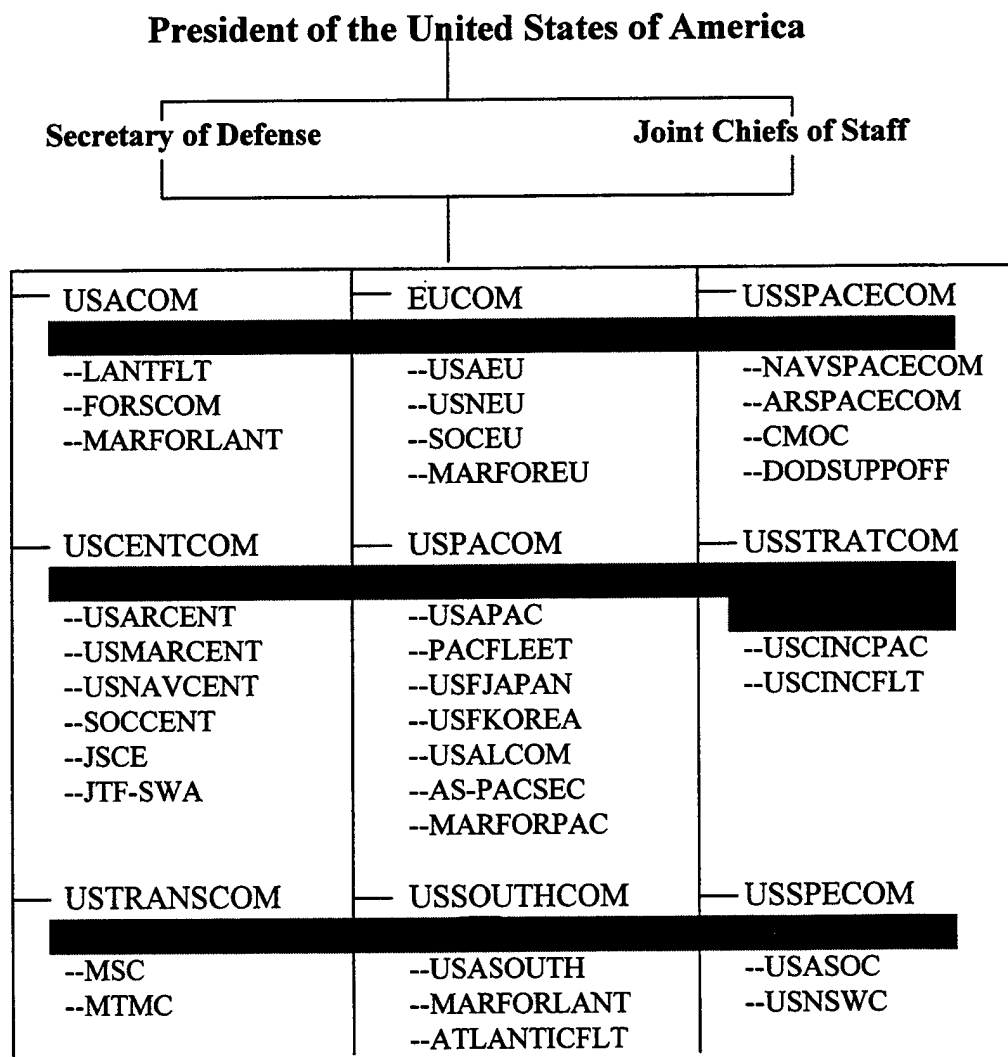 President of the United States of America
Secretary of Defense
Joint Chiefs of Staff
USACOM
--LANTFLT
--FORSCOM
--MARFORLANT
EUCOM
--USAEU
--USNEU
--SOCEU
--MARFOREU
USSPACECOM
--NAVSPACECOM
--ARSPACECOM
--CMOC
--DODSUPPOFF
USCENTCOM
--USARCENT
--USMARCENT
--USNAVCENT
--SOCCENT
--JSCE
--JTF-SWA
USPACOM
--USAPAC
--PACFLEET
--USFJAPAN
--USFKOREA
--USALCOM
--AS-PACSEC
--MARFORPAC
USSTRATCOM
--USCINCPAC
--USCINCFLT
USTRANSCOM
--MSC
--MTMC
USSOUTHCOM
--USASOUTH
--MARFORLANT
--ATLANTICFLT
USSPECOM
--USASOC
--USNSWC